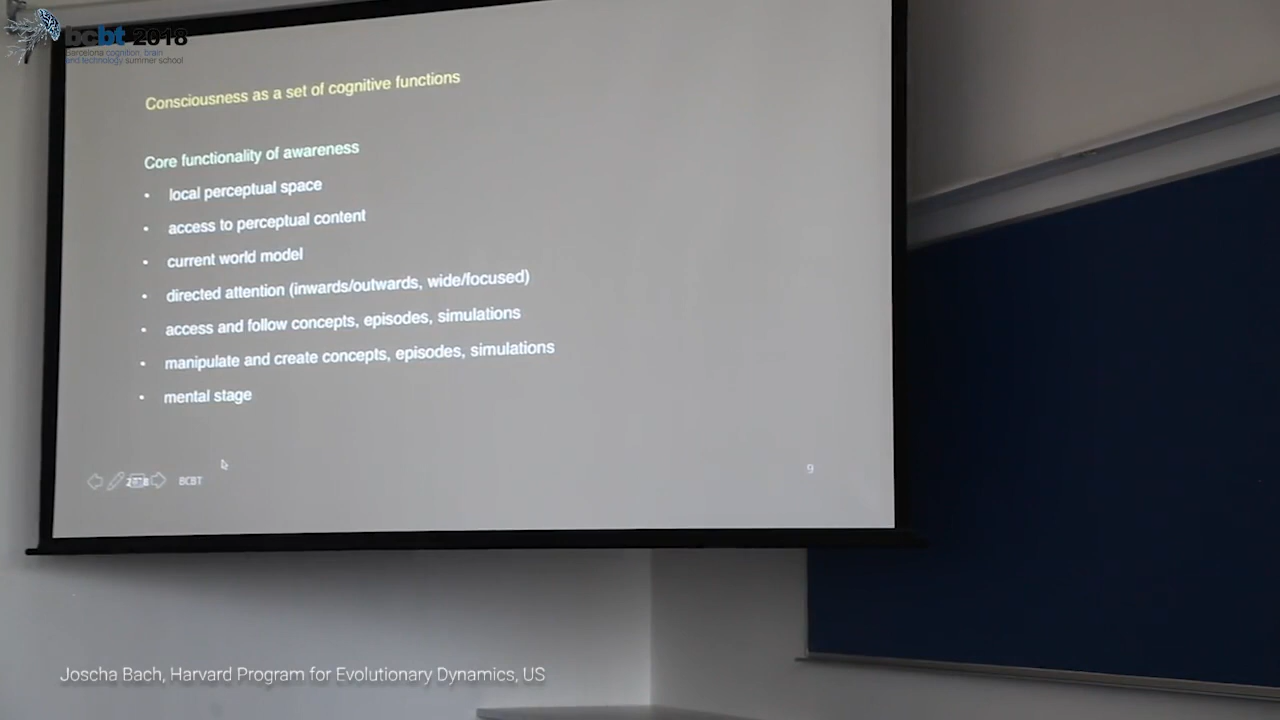 bcbt 2018
barcelona cognition, brain
and technology summer school
Consciousness as a set of cognitive functions
Core functionality of awareness
• local perceptual space
• access to perceptual content
• current world model
• directed attention (inwards/outwards, wide/focused)
• access and follow concepts, episodes, simulations
• manipulate and create concepts, episodes, simulations
• mental stage
BCBT
9
Joscha Bach, Harvard Program for Evolutionary Dynamics, US